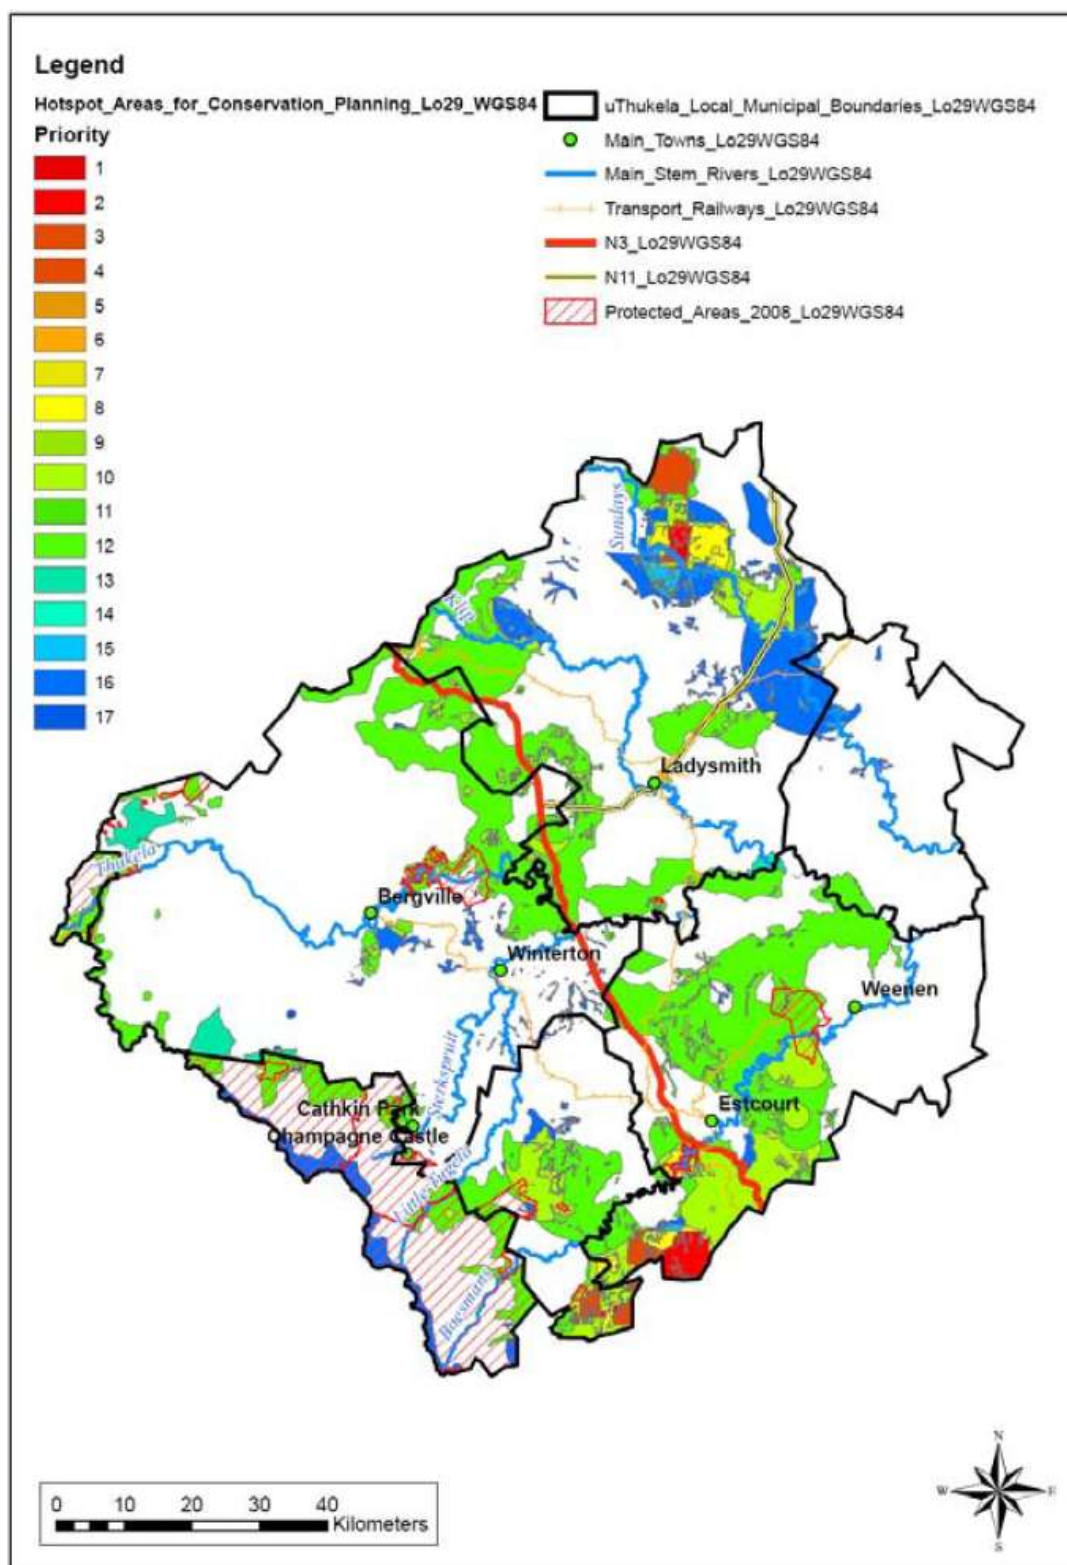 Legend
Hotspot_Areas_for_Conservation_Planning_Lo29_WGS84
Priority
1
2
3
4
5
6
7
8
9
10
11
12
13
14
15
16
17
uThukela_Local_Municipal_Boundaries_Lo29WGS84
Main_Towns_Lo29WGS84
Main_Stem_Rivers_Lo29WGS84
Transport_Railways_Lo29WGS84
N3_Lo29WGS84
N11_Lo29WGS84
Protected_Areas_2008_Lo29WGS84
Sundays
Klip
Ladysmith
Thukela
Bergville
Winterton
Weenen
Sterkspruit
Cathkin Park
Champagne Castle
Estcourt
Little Tugela
Boesmans
N
W E
S
0 10 20 30 40
Kilometers